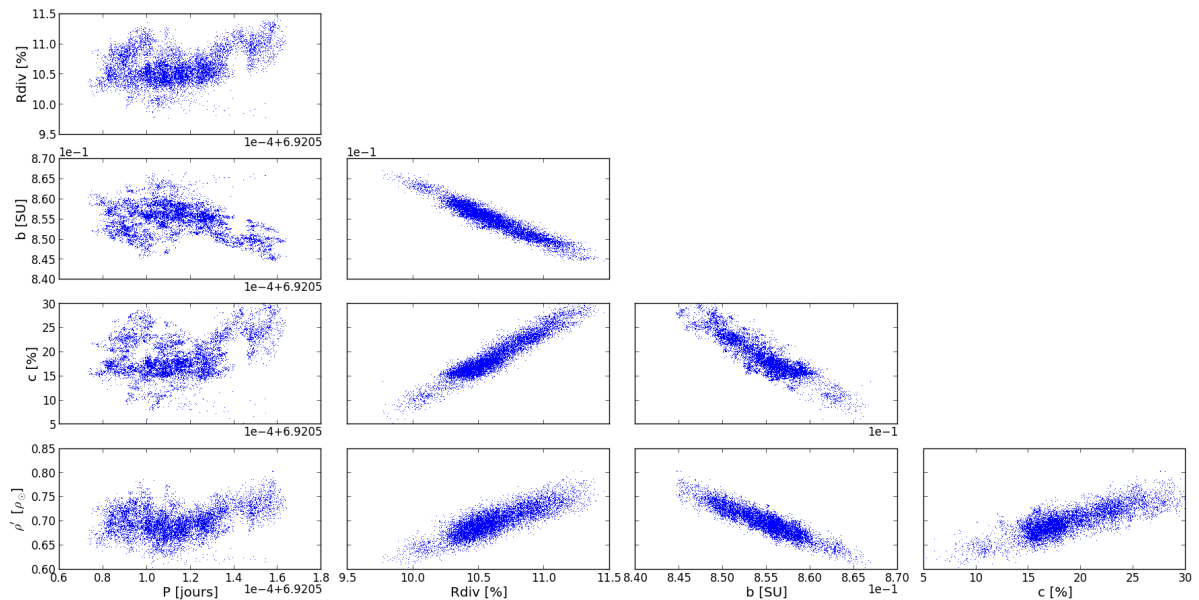 11.5
11.0
10.5
10.0
9.5
Rdiv [%]
1e-4+6.9205
1e-1
1e-1
8.70
8.65
8.60
8.55
8.50
8.45
8.40
b [SU]
1e-4+6.9205
30
25
20
15
10
5
c [%]
1e-4+6.9205
1e-1
0.85
0.80
0.75
0.70
0.65
0.60
ρ′ [ρ⊙]
0.6 0.8 1.0 1.2 1.4 1.6 1.8
9.5 10.0 10.5 11.0 11.5
8.40 8.45 8.50 8.55 8.60 8.65 8.70
5 10 15 20 25 30
P [jours] 1e-4+6.9205
Rdiv [%]
b [SU] 1e-1
c [%]